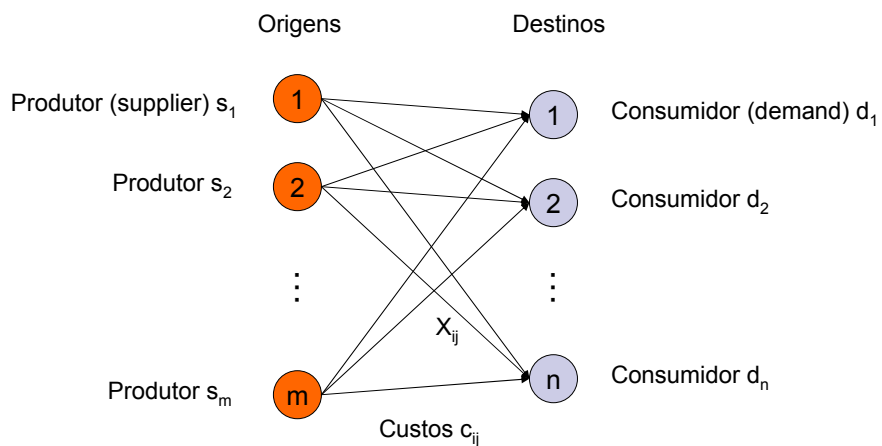 Origens
Destinos
Produtor (supplier) s1
1
1
Consumidor (demand) d1
Produtor s2
2
2
Consumidor d2
⋮
⋮
Xij
Produtor sm
m
n
Consumidor dn
Custos cij